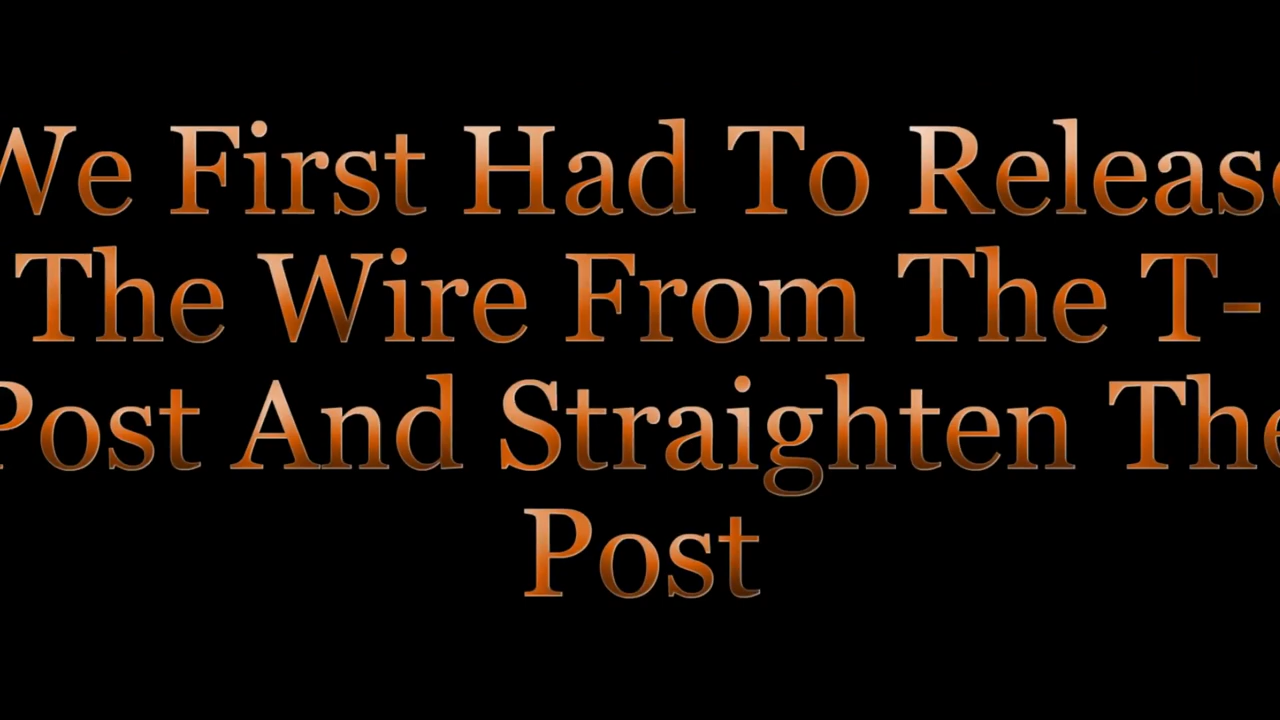 We First Had To Release
The Wire From The T-
Post And Straighten The
Post